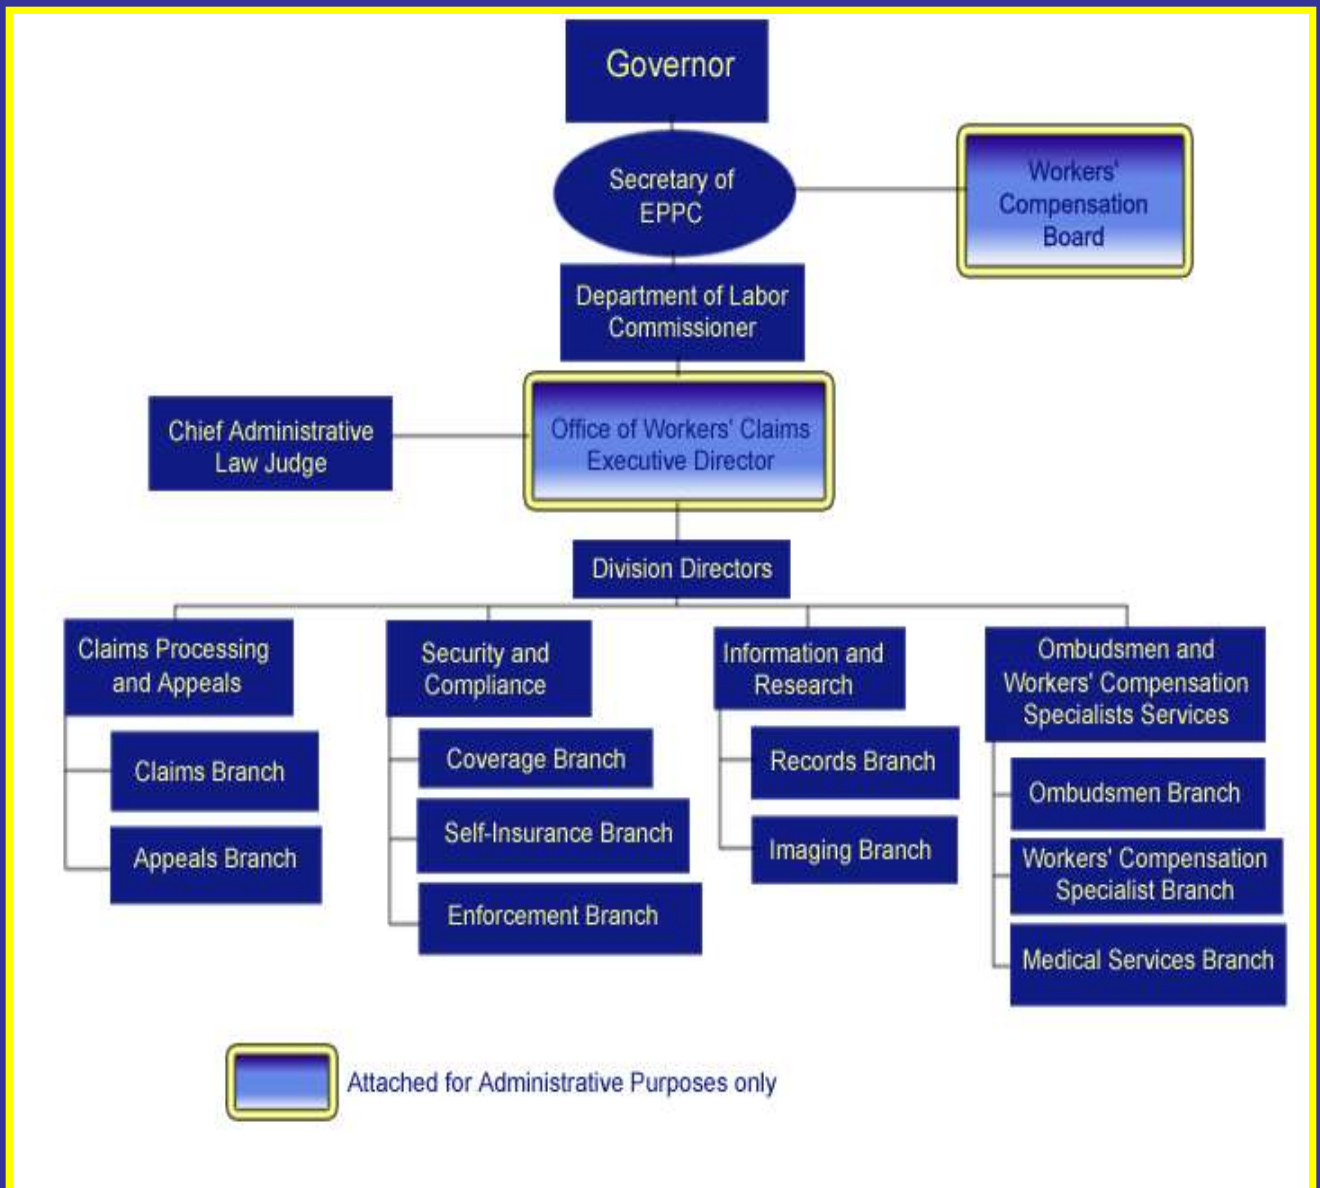 Governor
Secretary of
EPPC
Workers'
Compensation
Board
Department of Labor
Commissioner
Chief Administrative
Law Judge
Office of Workers' Claims
Executive Director
Division Directors
Claims Processing
and Appeals
Claims Branch
Appeals Branch
Security and
Compliance
Coverage Branch
Self-Insurance Branch
Enforcement Branch
Information and
Research
Records Branch
Imaging Branch
Ombudsmen and
Workers' Compensation
Specialists Services
Ombudsmen Branch
Workers' Compensation
Specialist Branch
Medical Services Branch
Attached for Administrative Purposes only